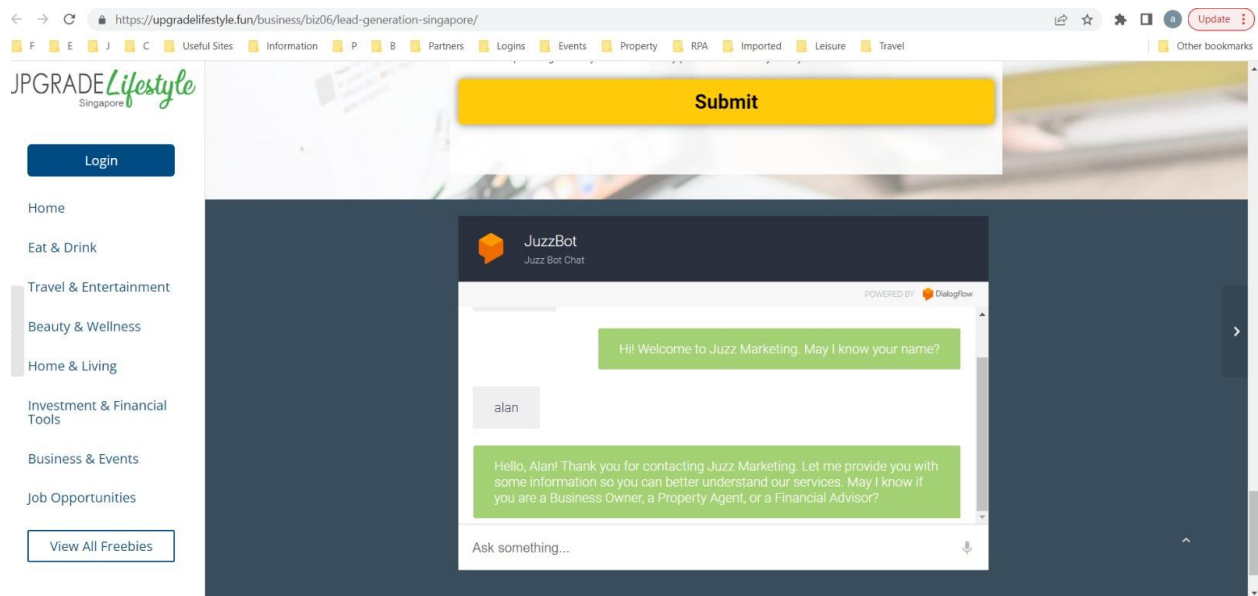 https://upgradelifestyle.fun/business/biz06/lead-generation-singapore/
a
Update
F E J C Useful Sites Information P B Partners Logins Events Property RPA Imported Leisure Travel Other bookmarks
JPGRADE Lifestyle
Singapore
Submit
Login
Home
Eat & Drink
Travel & Entertainment
Beauty & Wellness
Home & Living
Investment & Financial
Tools
Business & Events
Job Opportunities
View All Freebies
JuzzBot
Juzz Bot Chat
POWERED BY Dialogflow
Hi! Welcome to Juzz Marketing. May I know your name?
alan
Hello, Alan! Thank you for contacting Juzz Marketing. Let me provide you with
some information so you can better understand our services. May I know if
you are a Business Owner, a Property Agent, or a Financial Advisor?
Ask something...